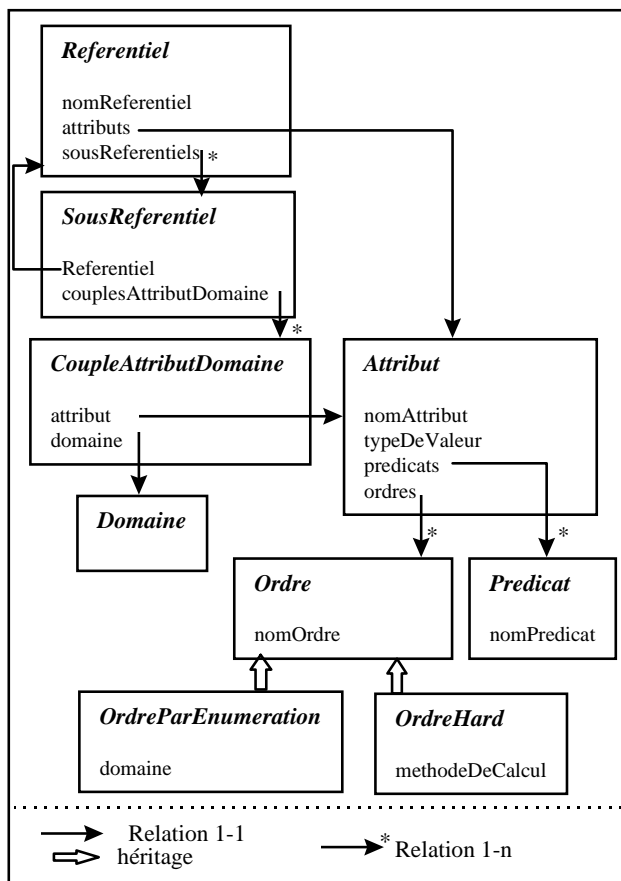 Referentiel
nomReferentiel
attributs
sousReferentiels *
SousReferentiel
Referentiel
couplesAttributDomaine
*
CoupleAttributDomaine
attribut
domaine
Attribut
nomAttribut
typeDeValeur
predicats
ordres
Domaine
*
*
Ordre
nomOrdre
Predicat
nomPredicat
OrdreParEnumeration
domaine
OrdreHard
methodeDeCalcul
Relation 1-1
héritage
* Relation 1-n